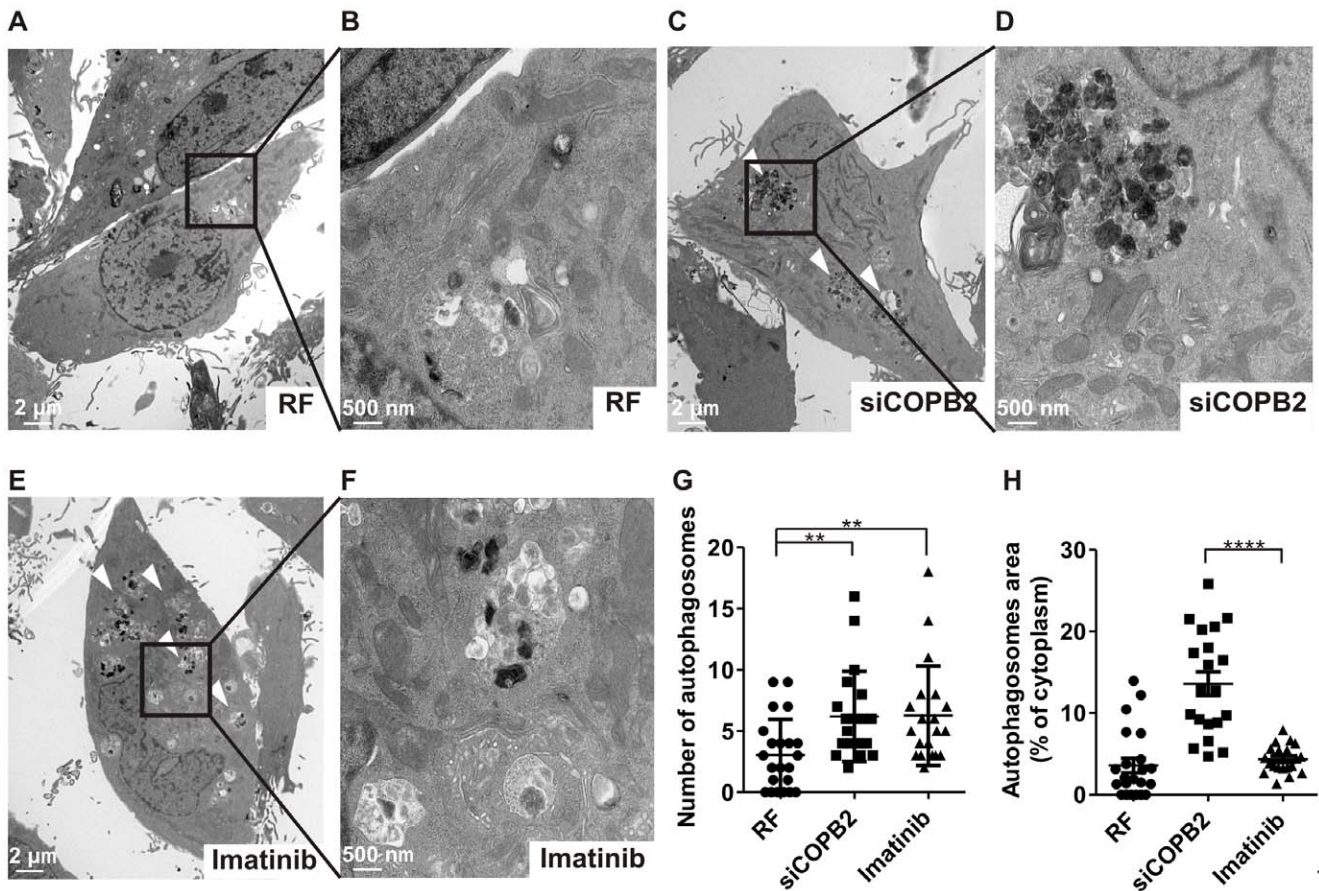 A
B
C
D
2 µm
RF
500 nm
RF
2 µm
siCOPB2
500 nm
siCOPB2
E
F
G
H
2 µm
Imatinib
500 nm
Imatinib
Number of autophagosomes
20
15
10
5
0
**
**
RF
siCOPB2
Imatinib
Autophagosomes area
(% of cytoplasm)
30
20
10
0
****
RF
siCOPB2
Imatinib